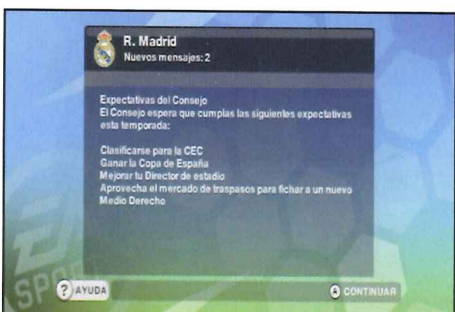 R. Madrid
Nuevos mensajes: 2
Expectativas del Consejo
El Consejo espera que cumplas las siguientes expectativas
esta temporada:
Clasificarse para la CEC
Ganar la Copa de España
Mejorar tu Director de estadio
Aprovecha el mercado de traspasos para fichar a un nuevo
Medio Derecho
EA
SPORT
? AYUDA
A CONTINUAR